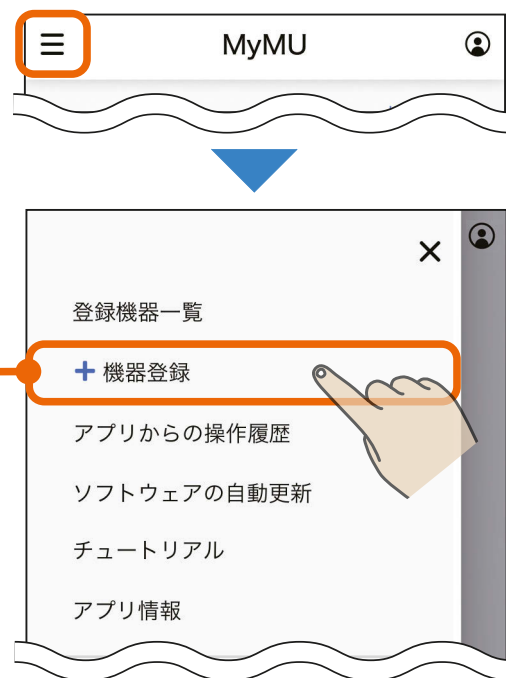 MyMU
登録機器一覧
+ 機器登録
アプリからの操作履歴
ソフトウェアの自動更新
チュートリアル
アプリ情報